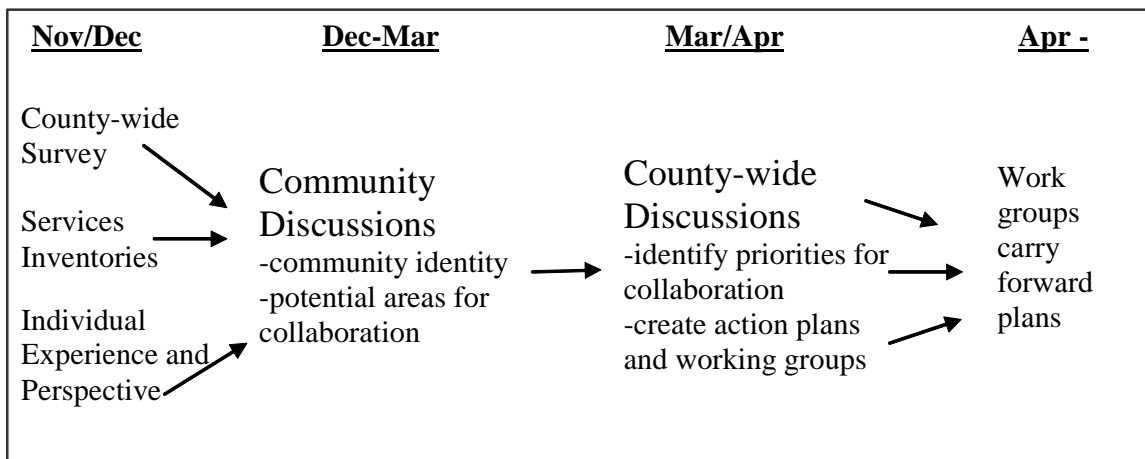 Nov/Dec
Dec-Mar
Mar/Apr
Apr -
County-wide
Survey
Services
Inventories
Individual
Experience and
Perspective
Community
Discussions
-community identity
-potential areas for
collaboration
County-wide
Discussions
-identify priorities for
collaboration
-create action plans
and working groups
Work
groups
carry
forward
plans